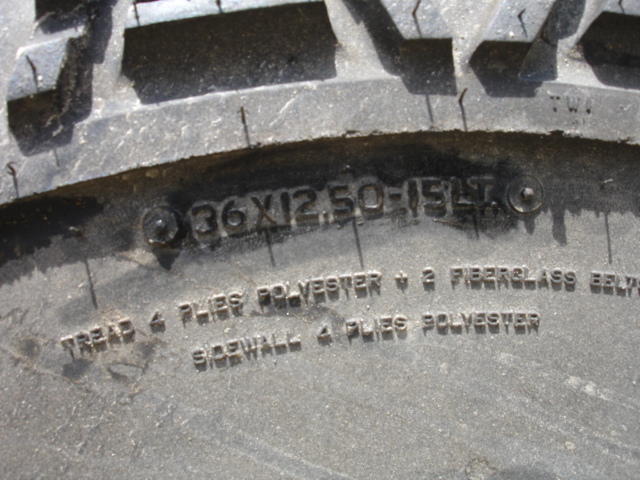 TWI
36X12.50-15LT
TREAD 4 PLIES POLYESTER + 2 FIBERGLASS BELTS
SIDEWALL 4 PLIES POLYESTER